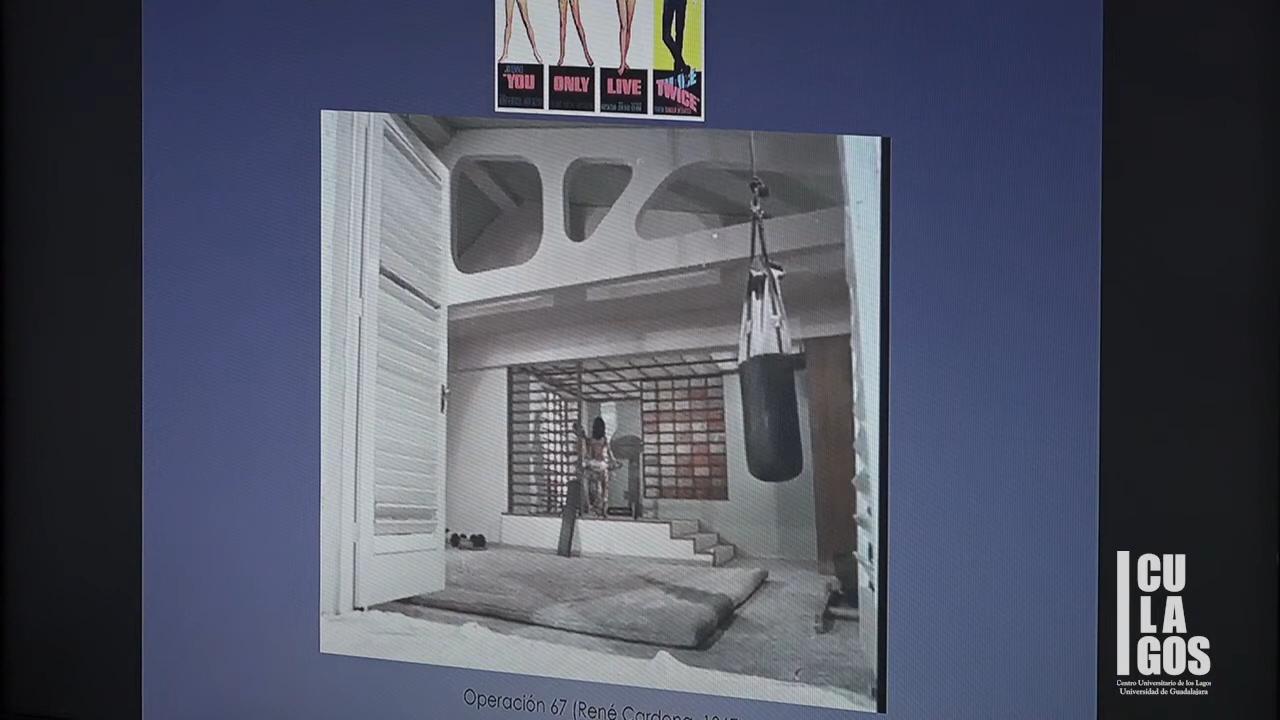 YOU ONLY LIVE TWICE
Operación 67 (René Cardona,
CU
LA
GOS
Centro Universitario de los Lagos
Universidad de Guadalajara